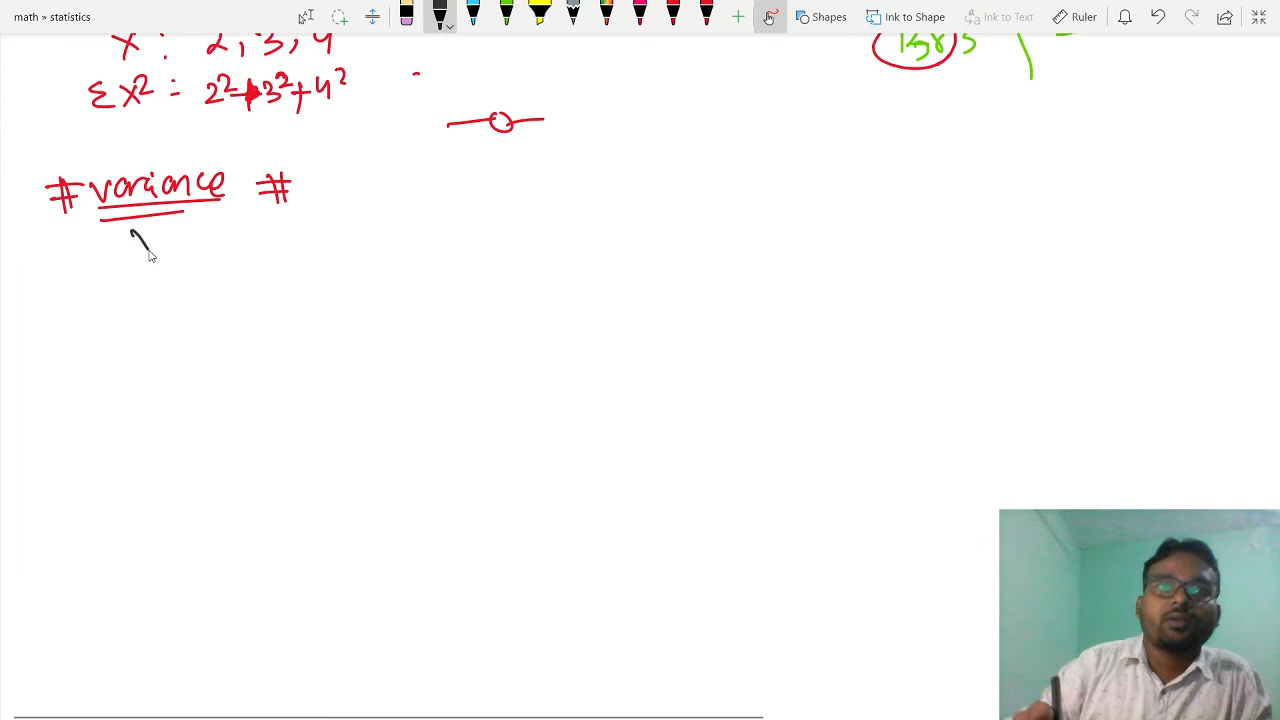 math » statistics
Shapes Ink to Shape Ink to Text Ruler
X : 2, 3, 4
Σx² = 2²+3²+4²
# variance #